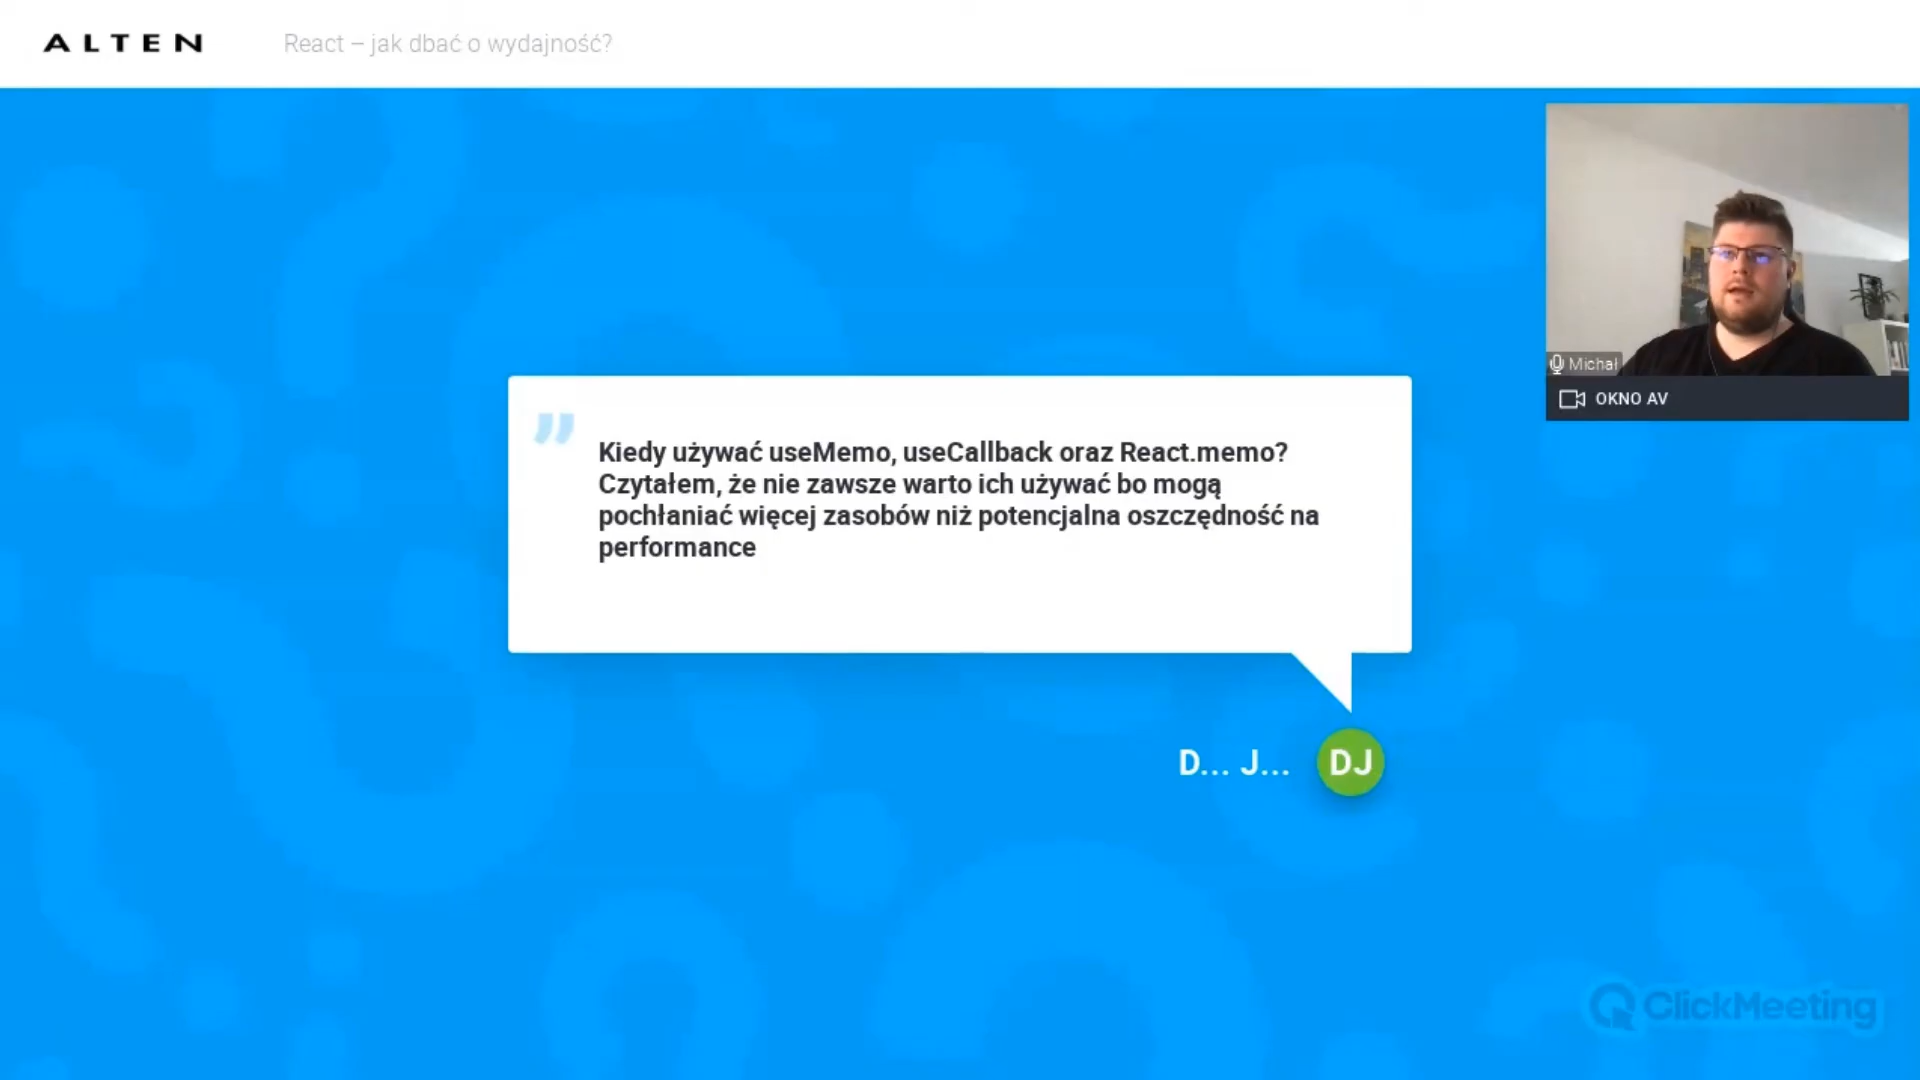 ALTEN
React – jak dbać o wydajność?
Michał
OKNO AV
”
Kiedy używać useMemo, useCallback oraz React.memo?
Czytałem, że nie zawsze warto ich używać bo mogą
pochłaniać więcej zasobów niż potencjalna oszczędność na
performance
D... J...
DJ
ClickMeeting